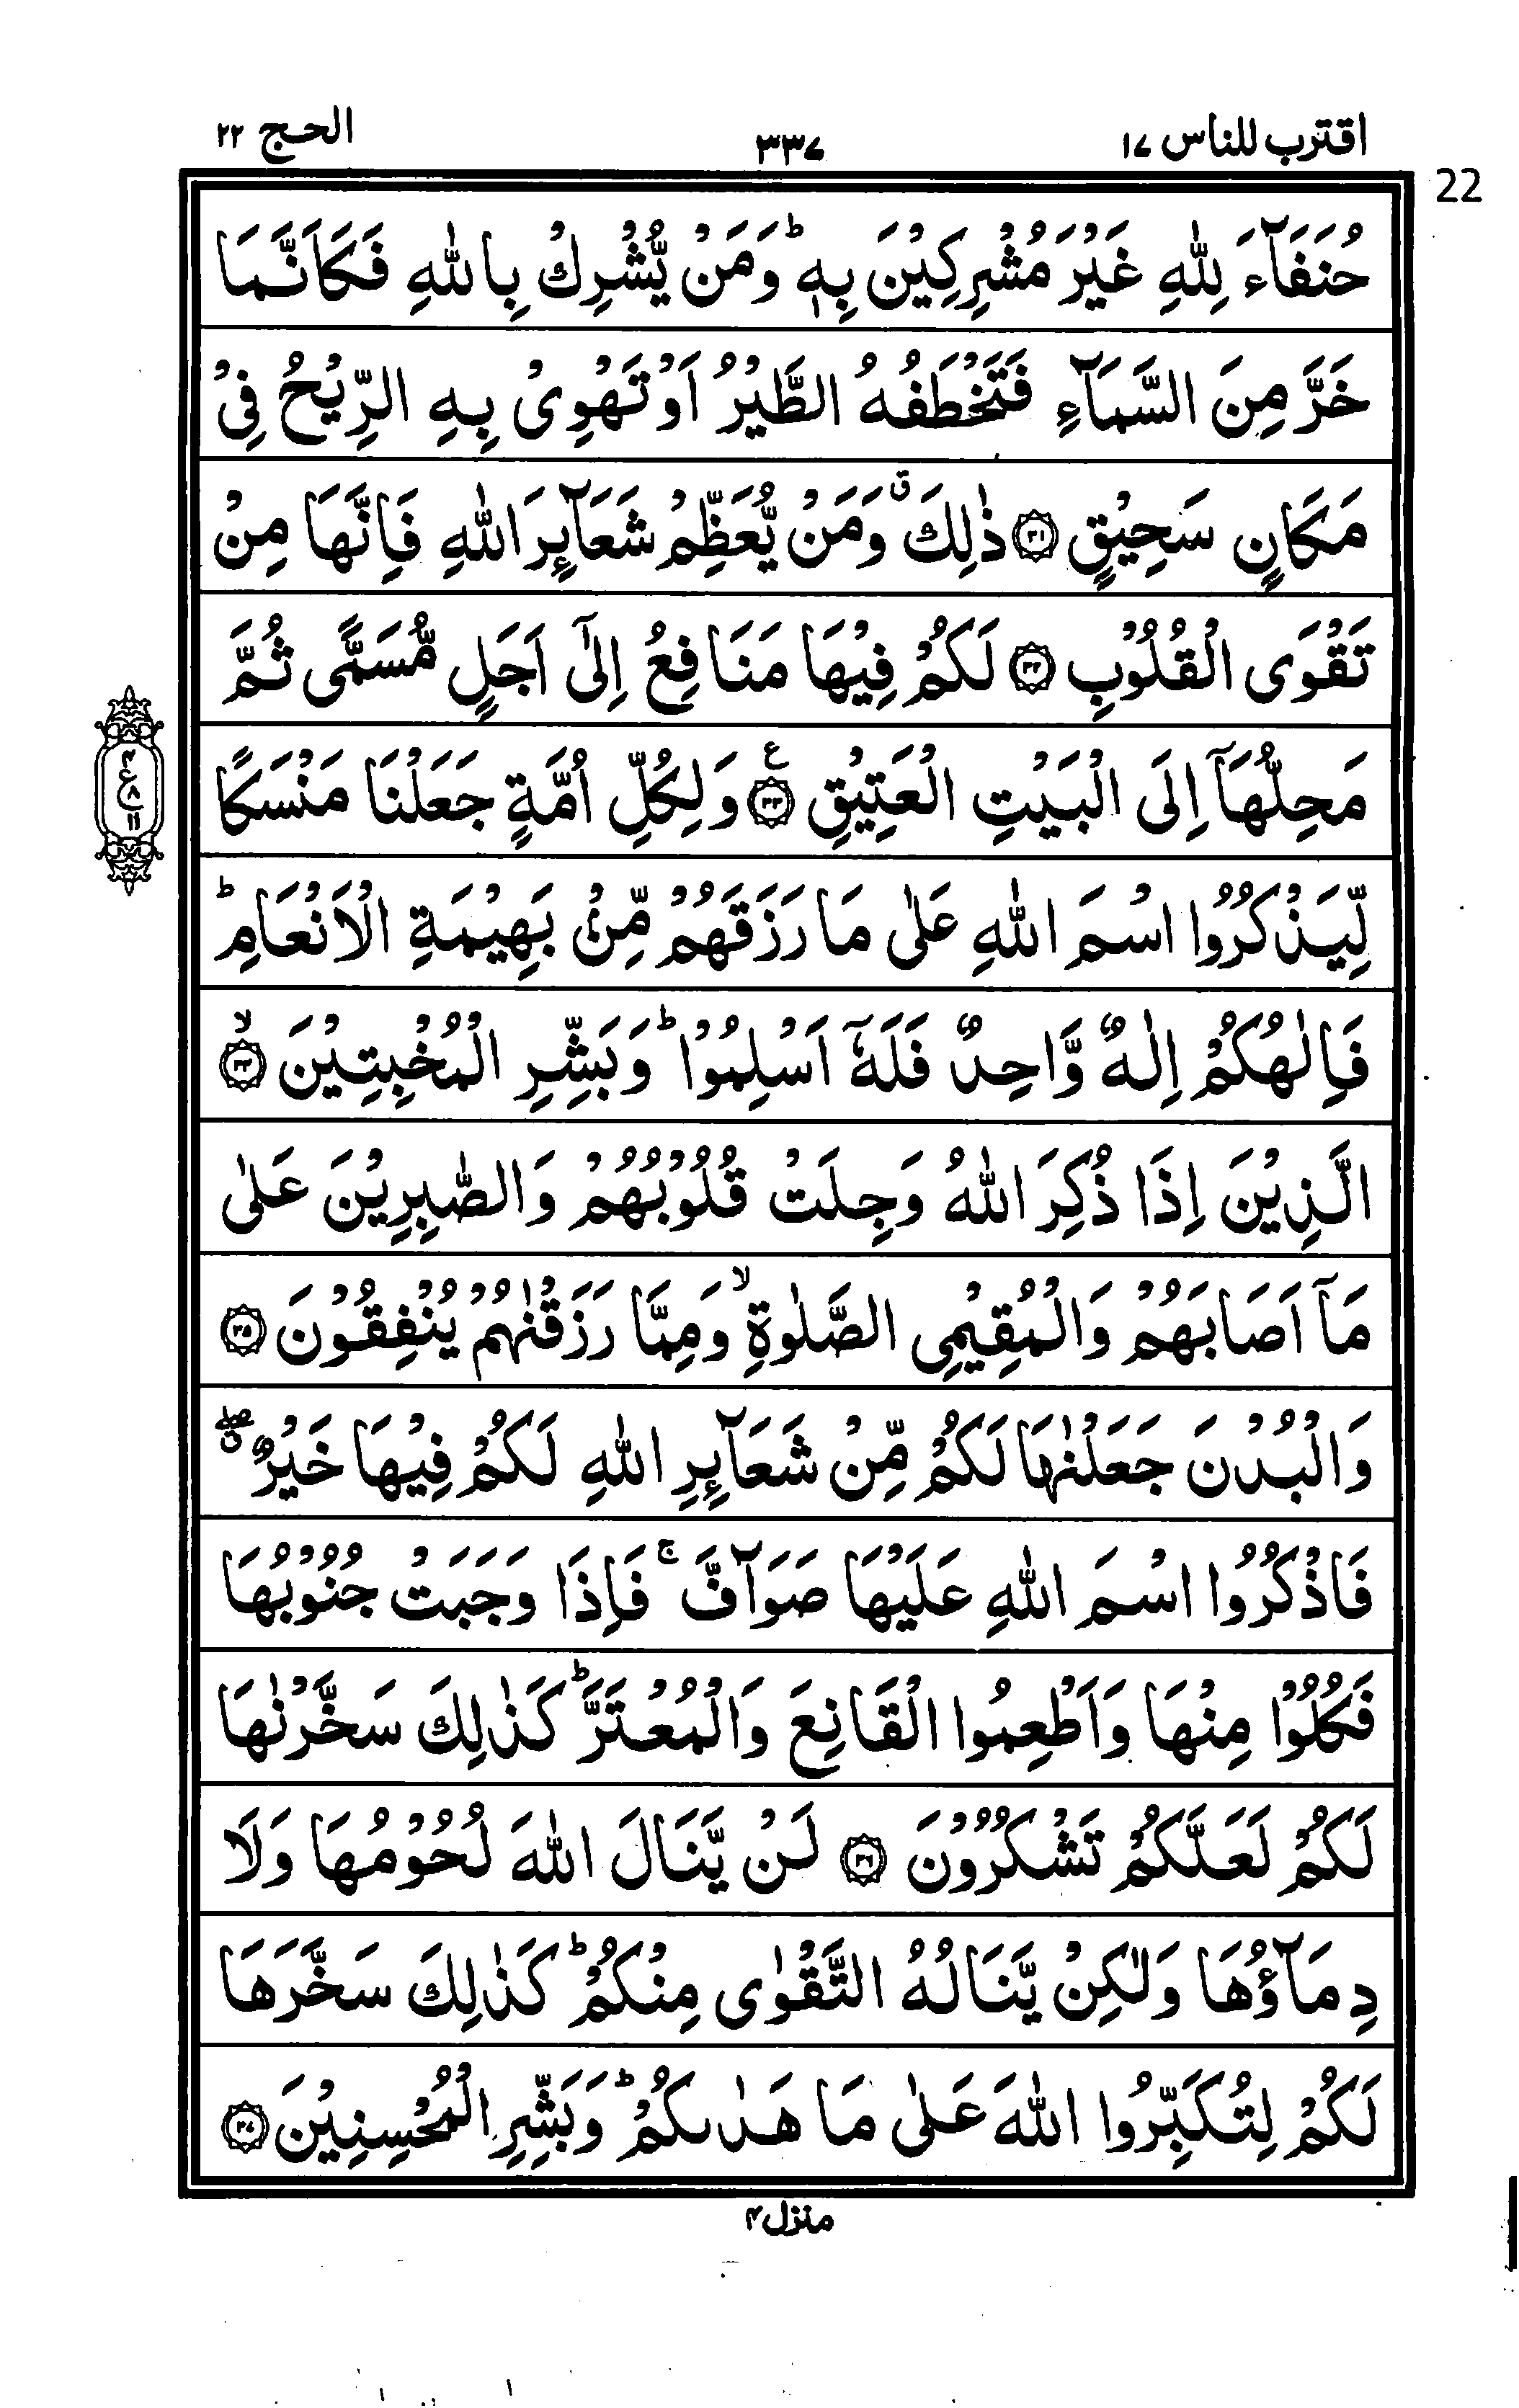 اقترب للناس ١٧
٣٣٧
الحج ٢٢
22
حُنَفَآءَ لِلّٰهِ غَيْرَ مُشْرِكِيْنَ بِهٖ ؕ وَمَنْ يُّشْرِكْ بِاللّٰهِ فَكَاَنَّمَا
خَرَّ مِنَ السَّمَآءِ فَتَخْطَفُهُ الطَّيْرُ اَوْ تَهْوِىْ بِهِ الرِّيْحُ فِىْ
مَكَانٍ سَحِيْقٍ ﴿٣١﴾ ذٰلِكَ ۗ وَمَنْ يُّعَظِّمْ شَعَآئِرَ اللّٰهِ فَاِنَّهَا مِنْ
تَقْوَى الْقُلُوْبِ ﴿٣٢﴾ لَكُمْ فِيْهَا مَنَافِعُ اِلٰٓى اَجَلٍ مُّسَمًّى ثُمَّ
مَحِلُّهَاۤ اِلَى الْبَيْتِ الْعَتِيْقِ ﴿٣٣﴾ ع وَلِكُلِّ اُمَّةٍ جَعَلْنَا مَنْسَكًا
لِّيَذْكُرُوا اسْمَ اللّٰهِ عَلٰى مَا رَزَقَهُمْ مِّنْۢ بَهِيْمَةِ الْاَنْعَامِ ؕ
فَاِلٰهُكُمْ اِلٰهٌ وَّاحِدٌ فَلَهٗۤ اَسْلِمُوْا ؕ وَبَشِّرِ الْمُخْبِتِيْنَ ۙ ﴿٣٤﴾
الَّذِيْنَ اِذَا ذُكِرَ اللّٰهُ وَجِلَتْ قُلُوْبُهُمْ وَالصّٰبِرِيْنَ عَلٰى
مَاۤ اَصَابَهُمْ وَالْمُقِيْمِى الصَّلٰوةِ ۙ وَمِمَّا رَزَقْنٰهُمْ يُنْفِقُوْنَ ﴿٣٥﴾
وَالْبُدْنَ جَعَلْنٰهَا لَكُمْ مِّنْ شَعَآئِرِ اللّٰهِ لَكُمْ فِيْهَا خَيْرٌ ۖق
فَاذْكُرُوا اسْمَ اللّٰهِ عَلَيْهَا صَوَآفَّ ۚ فَاِذَا وَجَبَتْ جُنُوْبُهَا
فَكُلُوْا مِنْهَا وَاَطْعِمُوا الْقَانِعَ وَالْمُعْتَرَّ ؕ كَذٰلِكَ سَخَّرْنٰهَا
لَكُمْ لَعَلَّكُمْ تَشْكُرُوْنَ ﴿٣٦﴾ لَنْ يَّنَالَ اللّٰهَ لُحُوْمُهَا وَلَا
دِمَآؤُهَا وَلٰكِنْ يَّنَالُهُ التَّقْوٰى مِنْكُمْ ؕ كَذٰلِكَ سَخَّرَهَا
لَكُمْ لِتُكَبِّرُوا اللّٰهَ عَلٰى مَا هَدٰىكُمْ ؕ وَبَشِّرِ الْمُحْسِنِيْنَ ﴿٣٧﴾
٤
ع
٨
١١
منزل ٤